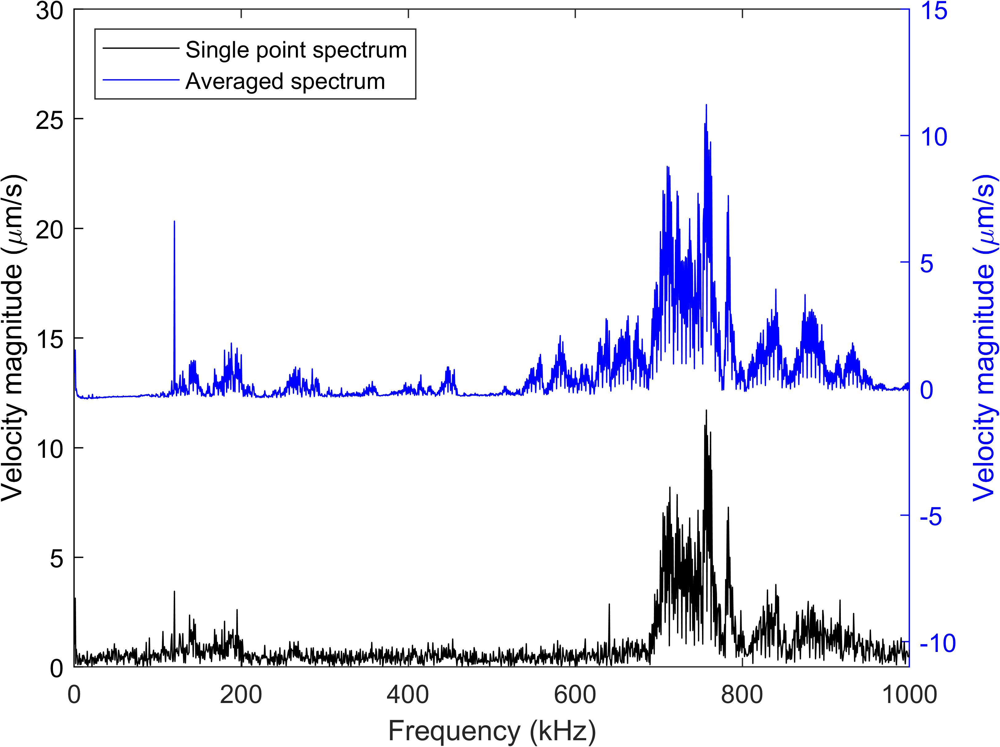 30
25
20
15
10
5
0
Velocity magnitude (μm/s)
Single point spectrum
Averaged spectrum
15
10
5
0
-5
-10
Velocity magnitude (μm/s)
0 200 400 600 800 1000
Frequency (kHz)